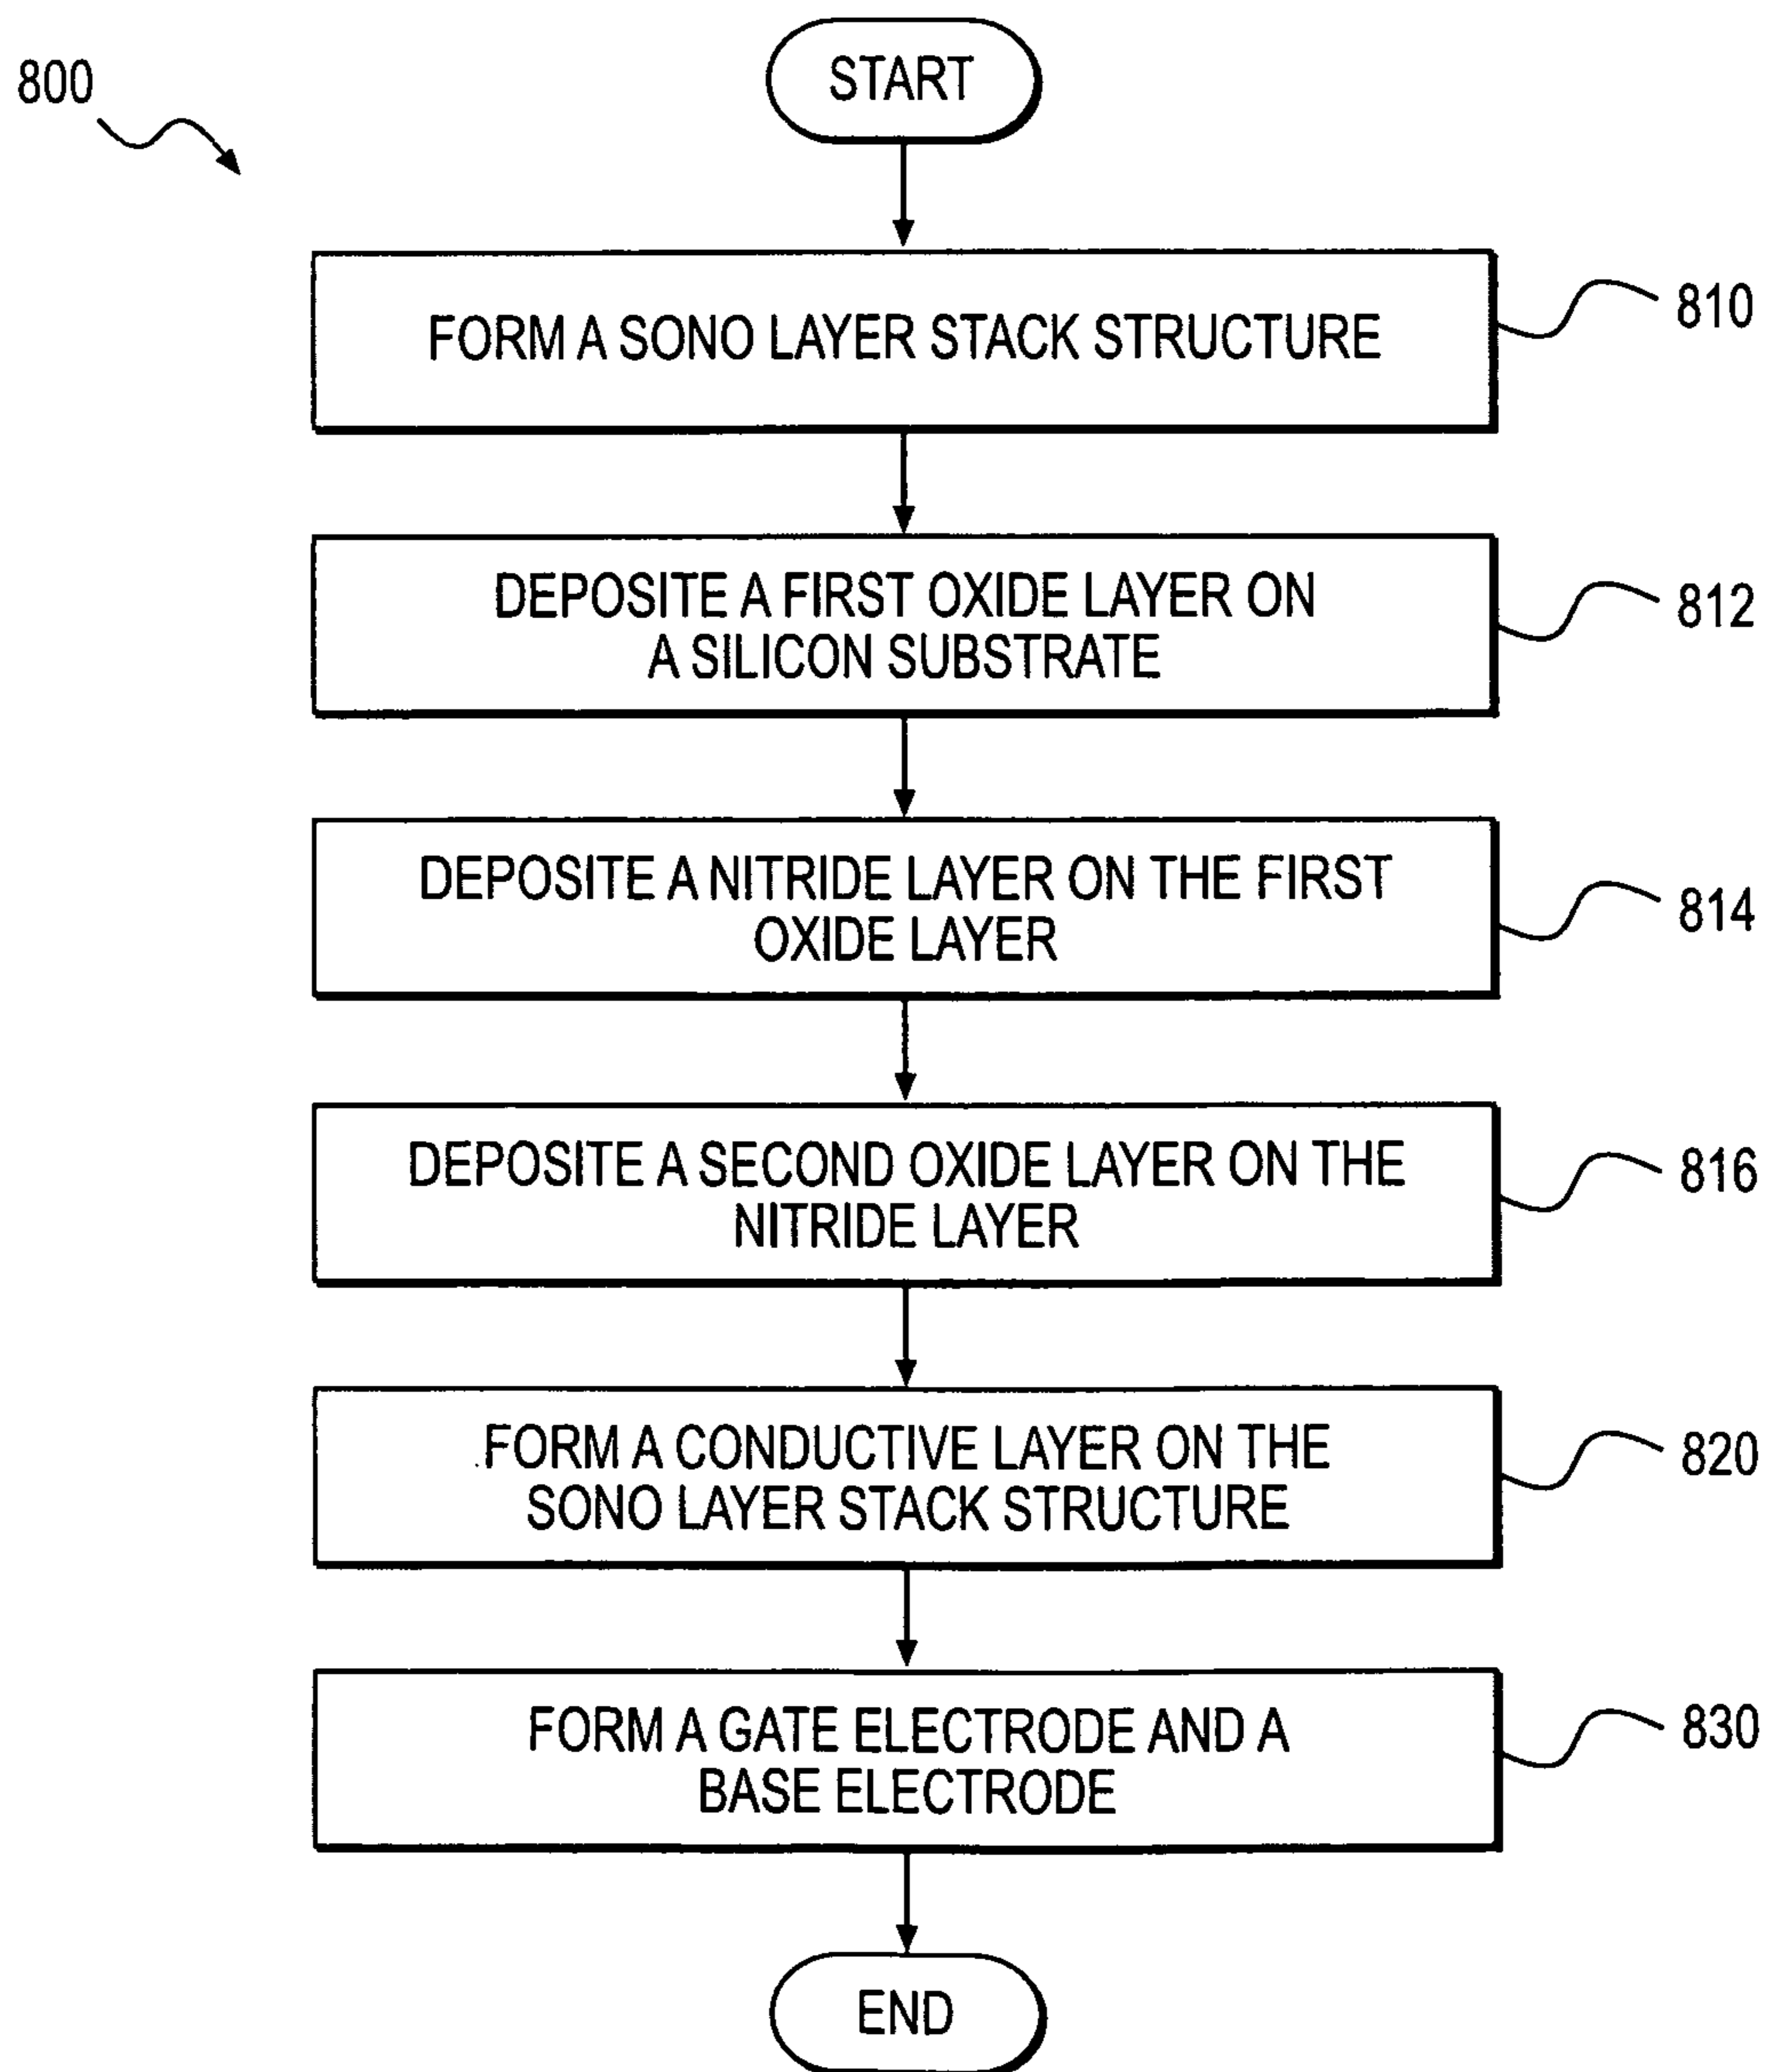 800
START
FORM A SONO LAYER STACK STRUCTURE
810
DEPOSITE A FIRST OXIDE LAYER ON
A SILICON SUBSTRATE
812
DEPOSITE A NITRIDE LAYER ON THE FIRST
OXIDE LAYER
814
DEPOSITE A SECOND OXIDE LAYER ON THE
NITRIDE LAYER
816
FORM A CONDUCTIVE LAYER ON THE
SONO LAYER STACK STRUCTURE
820
FORM A GATE ELECTRODE AND A
BASE ELECTRODE
830
END